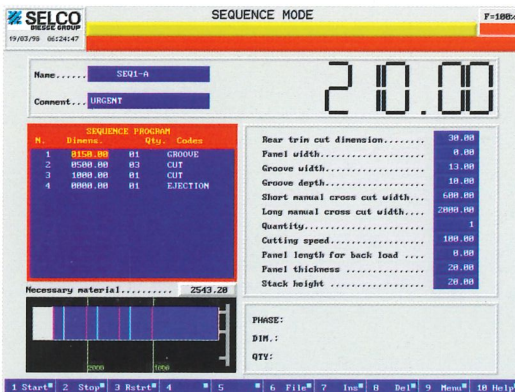 SELCO
BIESSE GROUP
19/03/98 06:24:47
SEQUENCE MODE
F=100%
Name...... SEQ1-A
Comment... URGENT
210.00
SEQUENCE PROGRAM
N. Dimens. Qty. Codes
1 0150.00 01 GROOVE
2 0500.00 03 CUT
3 1000.00 01 CUT
4 0000.00 01 EJECTION
Necessary material.......... 2543.20
2000 1000
Rear trim cut dimension........ 30.00
Panel width.................... 0.00
Groove width................... 13.00
Groove depth................... 10.00
Short manual cross cut width... 600.00
Long manual cross cut width.... 2000.00
Quantity....................... 1
Cutting speed.................. 100.00
Panel length for back load .... 0.00
Panel thickness ............... 20.00
Stack height .................. 20.00
PHASE:
DIM.:
QTY:
1 Start 2 Stop 3 Rstrt 4 5 6 File 7 Ins 8 Del 9 Menu 10 Help